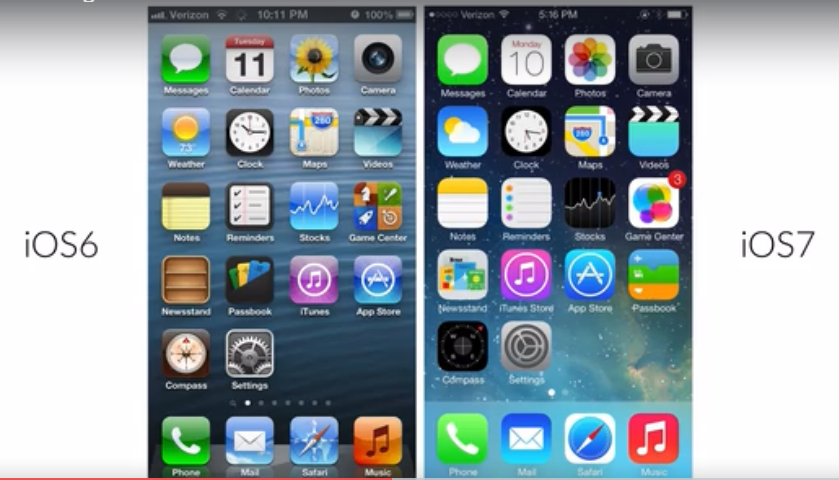 Verizon 10:11 PM 100%
Tuesday
11
Messages Calendar Photos Camera
73°
280
Weather Clock Maps Videos
Notes Reminders Stocks Game Center
Newsstand Passbook iTunes App Store
Compass Settings
Phone Mail Safari Music
iOS6
Verizon 5:16 PM
Monday
10
Messages Calendar Photos Camera
280
Weather Clock Maps Videos
3
Notes Reminders Stocks Game Center
Newsstand iTunes Store App Store Passbook
Compass Settings
Phone Mail Safari Music
iOS7